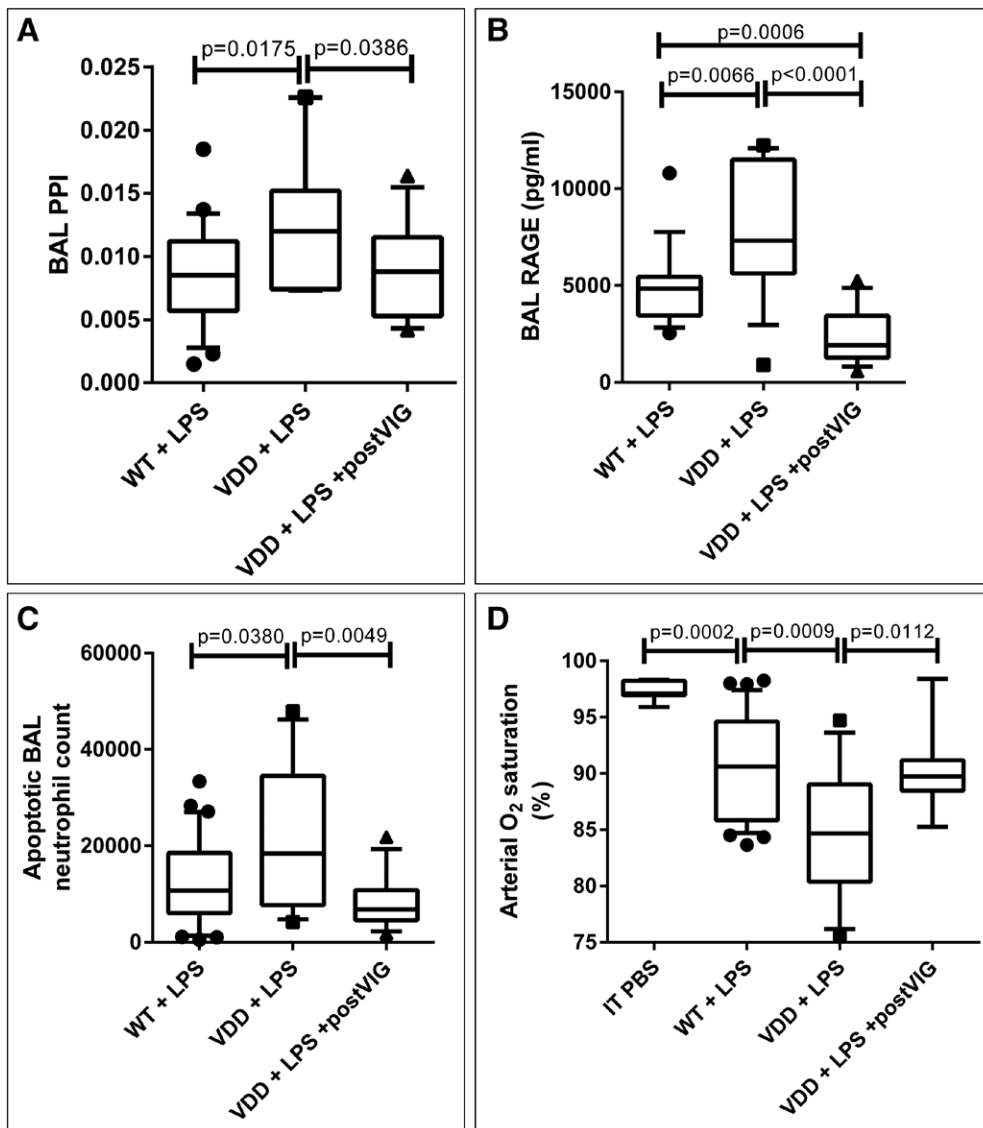 A
p=0.0175
p=0.0386
BAL PPI
0.025
0.020
0.015
0.010
0.005
0.000
WT + LPS
VDD + LPS
VDD + LPS +postVIG
B
p=0.0006
p=0.0066
p<0.0001
BAL RAGE (pg/ml)
15000
10000
5000
0
WT + LPS
VDD + LPS
VDD + LPS +postVIG
C
p=0.0380
p=0.0049
Apoptotic BAL
neutrophil count
60000
40000
20000
0
WT + LPS
VDD + LPS
VDD + LPS +postVIG
D
p=0.0002
p=0.0009
p=0.0112
Arterial O₂ saturation
(%)
100
95
90
85
80
75
IT PBS
WT + LPS
VDD + LPS
VDD + LPS +postVIG